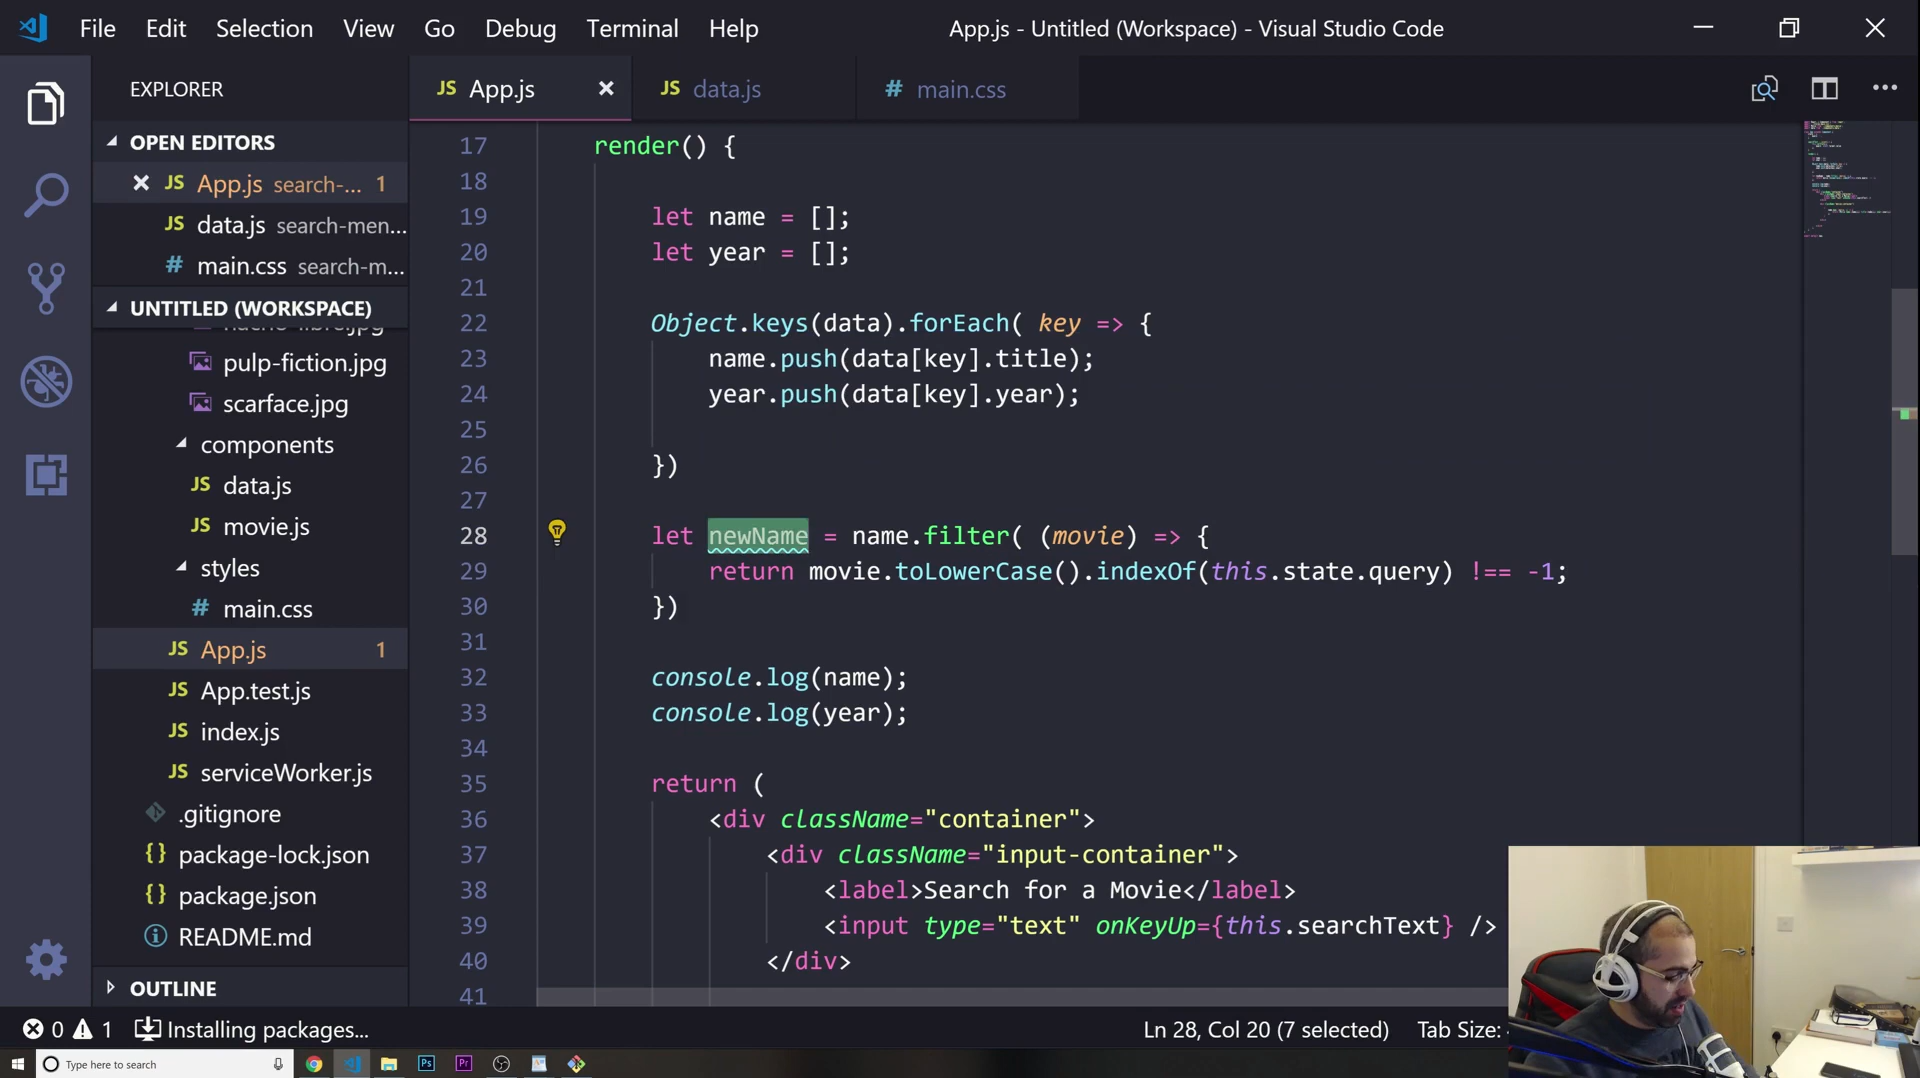 File Edit Selection View Go Debug Terminal Help
App.js - Untitled (Workspace) - Visual Studio Code
EXPLORER
JS App.js
JS data.js
# main.css
OPEN EDITORS
JS App.js search-... 1
JS data.js search-men...
# main.css search-m...
UNTITLED (WORKSPACE)
pulp-fiction.jpg
scarface.jpg
components
JS data.js
JS movie.js
styles
# main.css
JS App.js 1
JS App.test.js
JS index.js
JS serviceWorker.js
.gitignore
{} package-lock.json
{} package.json
README.md
OUTLINE
17 render() {
18
19 let name = [];
20 let year = [];
21
22 Object.keys(data).forEach( key => {
23 name.push(data[key].title);
24 year.push(data[key].year);
25
26 })
27
28 let newName = name.filter( (movie) => {
29 return movie.toLowerCase().indexOf(this.state.query) !== -1;
30 })
31
32 console.log(name);
33 console.log(year);
34
35 return (
36 <div className="container">
37 <div className="input-container">
38 <label>Search for a Movie</label>
39 <input type="text" onKeyUp={this.searchText} />
40 </div>
41
0 1 Installing packages...
Ln 28, Col 20 (7 selected) Tab Size:
Type here to search
Ps
Pr